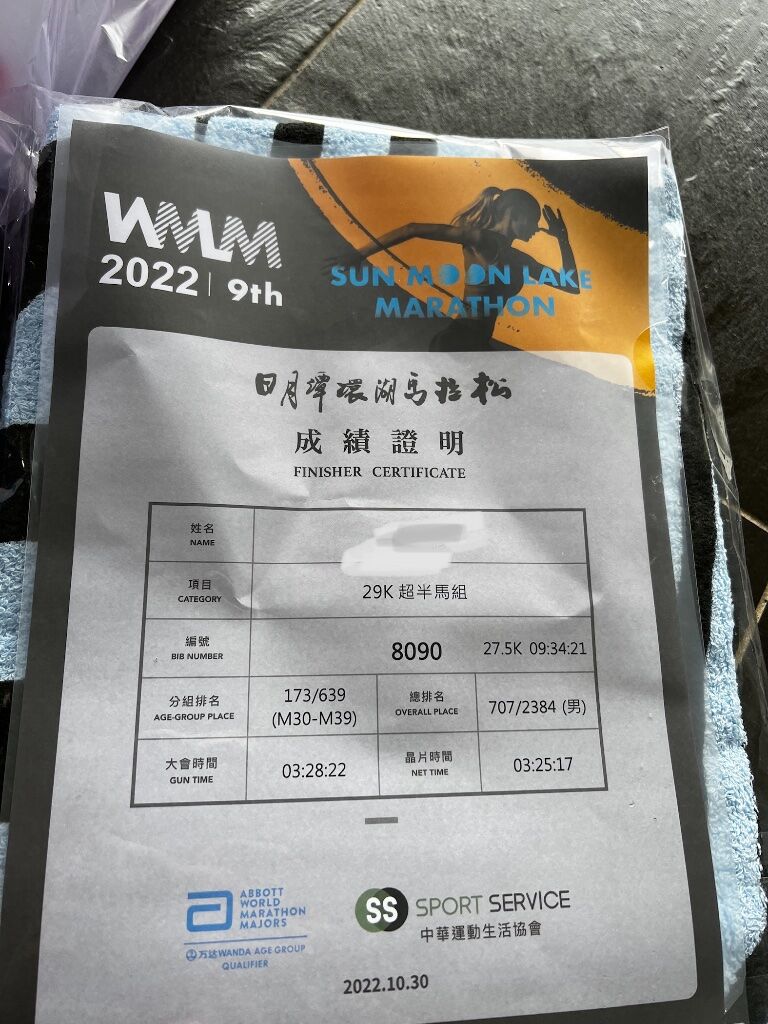 WMLM
2022 | 9th
SUN MOON LAKE
MARATHON
日月潭環湖馬拉松
成績證明
FINISHER CERTIFICATE
姓名
NAME
項目
CATEGORY
29K 超半馬組
編號
BIB NUMBER
8090
27.5K 09:34:21
分組排名
AGE-GROUP PLACE
173/639
(M30-M39)
總排名
OVERALL PLACE
707/2384 (男)
大會時間
GUN TIME
03:28:22
晶片時間
NET TIME
03:25:17
ABBOTT
WORLD
MARATHON
MAJORS
万达WANDA AGE GROUP
QUALIFIER
SS SPORT SERVICE
中華運動生活協會
2022.10.30